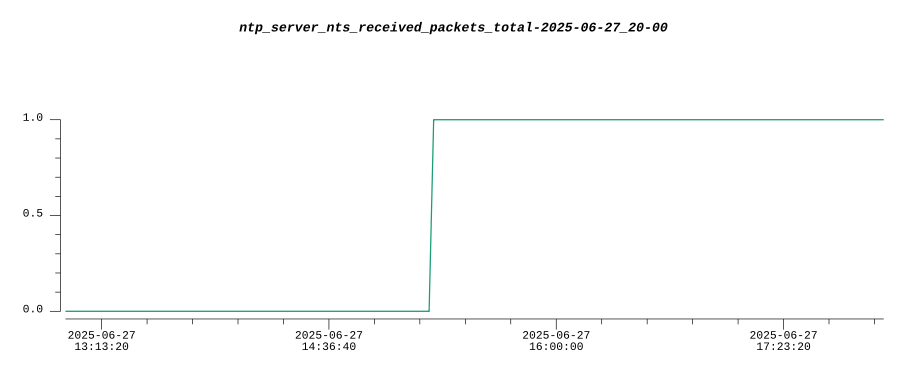 ntp_server_nts_received_packets_total-2025-06-27_20-00
1.0
0.5
0.0
2025-06-27 2025-06-27 2025-06-27 2025-06-27
13:13:20 14:36:40 16:00:00 17:23:20